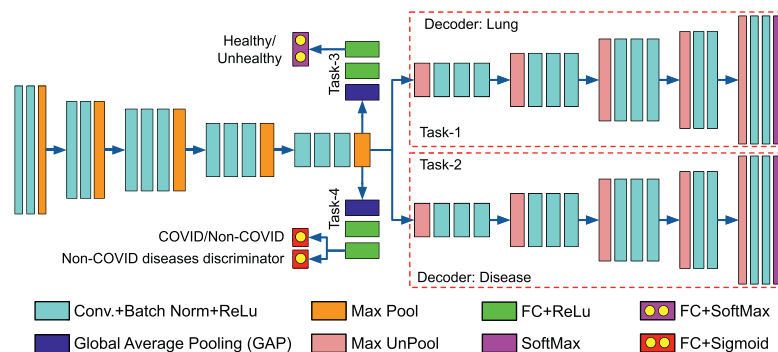 Decoder: Lung
Healthy/
Unhealthy
Task-3
Task-1
Task-2
Task-4
COVID/Non-COVID
Non-COVID diseases discriminator
Decoder: Disease
Conv.+Batch Norm+ReLu
Max Pool
FC+ReLu
FC+SoftMax
Global Average Pooling (GAP)
Max UnPool
SoftMax
FC+Sigmoid